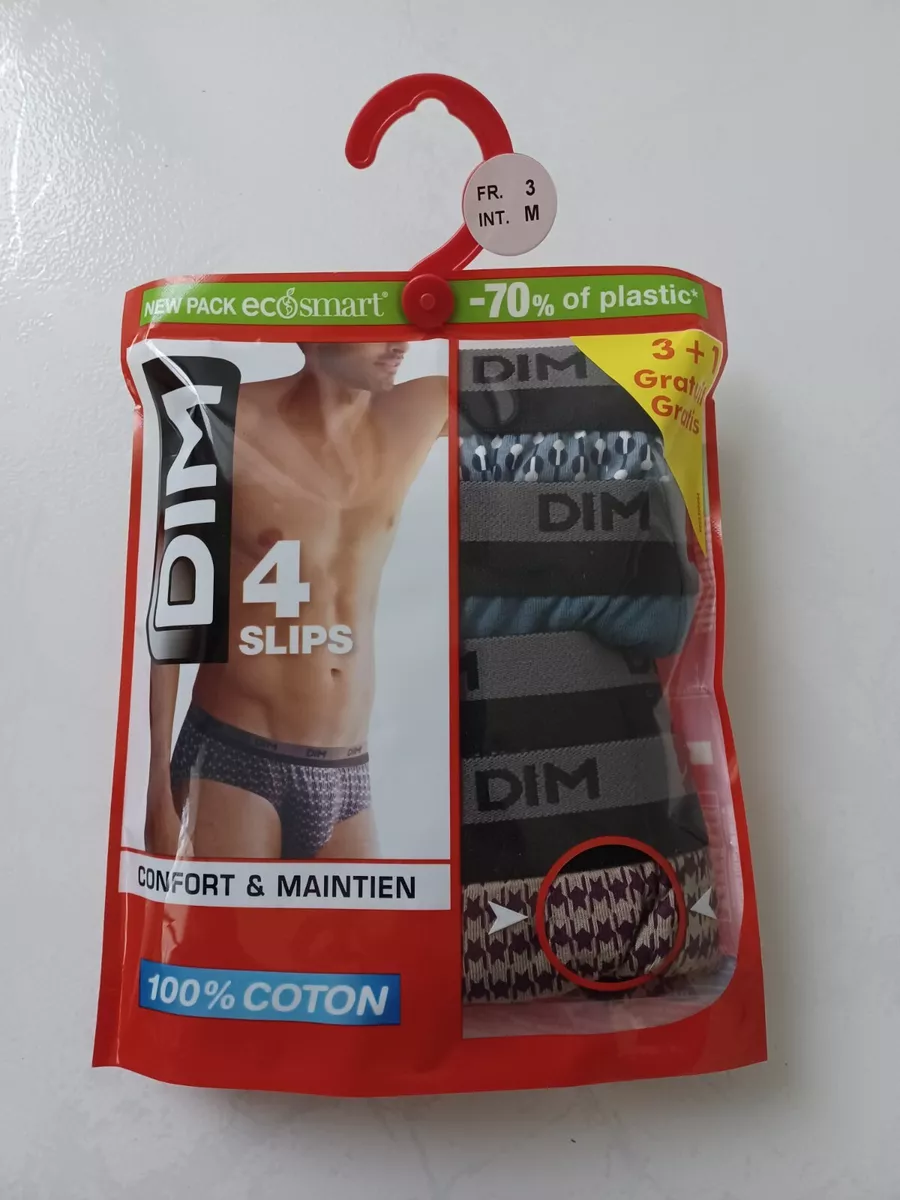 FR. 3
INT. M
NEW PACK ecosmart®
-70% of plastic*
DIM
4
SLIPS
DIM
DIM
CONFORT & MAINTIEN
100% COTON
3 + 1
Gratuit
Gratis
DIM
DIM
DIM